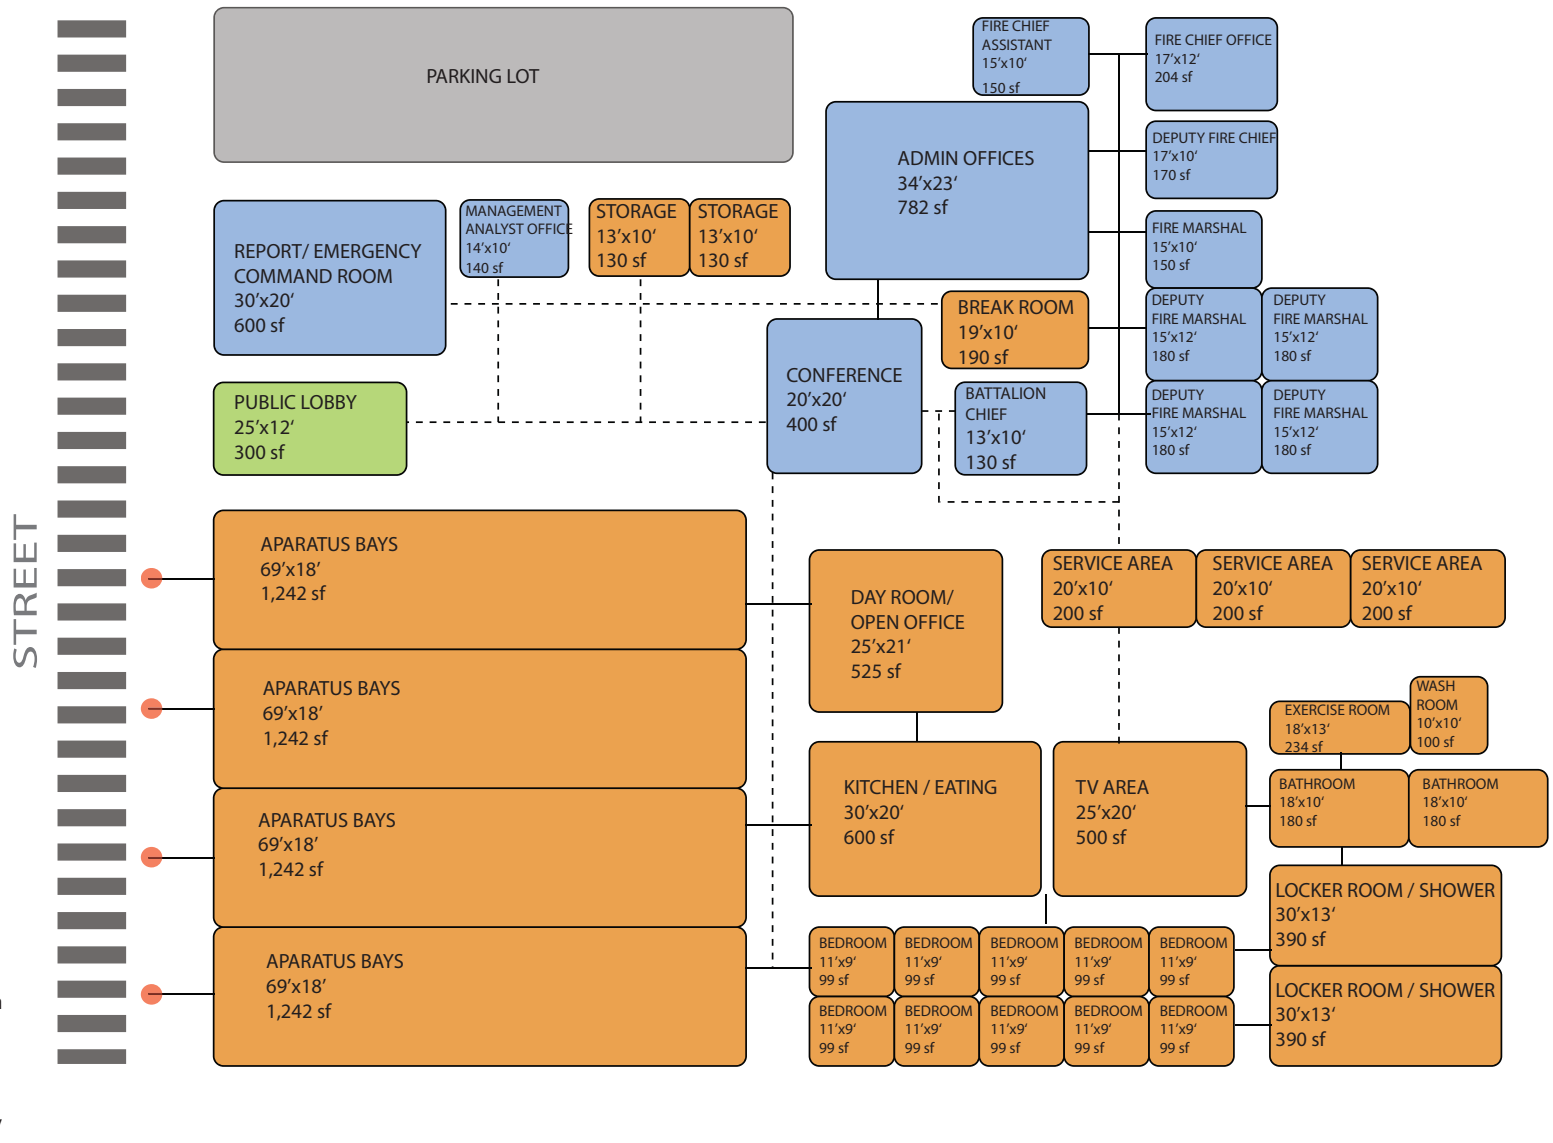 PARKING LOT
FIRE CHIEF
ASSISTANT
15'x10'
150 sf
FIRE CHIEF OFFICE
17'x12'
204 sf
ADMIN OFFICES
34'x23'
782 sf
DEPUTY FIRE CHIEF
17'x10'
170 sf
REPORT/ EMERGENCY
COMMAND ROOM
30'x20'
600 sf
MANAGEMENT
ANALYST OFFICE
14'x10'
140 sf
STORAGE
13'x10'
130 sf
STORAGE
13'x10'
130 sf
FIRE MARSHAL
15'x10'
150 sf
BREAK ROOM
19'x10'
190 sf
DEPUTY
FIRE MARSHAL
15'x12'
180 sf
DEPUTY
FIRE MARSHAL
15'x12'
180 sf
PUBLIC LOBBY
25'x12'
300 sf
CONFERENCE
20'x20'
400 sf
BATTALION
CHIEF
13'x10'
130 sf
DEPUTY
FIRE MARSHAL
15'x12'
180 sf
DEPUTY
FIRE MARSHAL
15'x12'
180 sf
STREET
APARATUS BAYS
69'x18'
1,242 sf
DAY ROOM/
OPEN OFFICE
25'x21'
525 sf
SERVICE AREA
20'x10'
200 sf
SERVICE AREA
20'x10'
200 sf
SERVICE AREA
20'x10'
200 sf
APARATUS BAYS
69'x18'
1,242 sf
EXERCISE ROOM
18'x13'
234 sf
WASH
ROOM
10'x10'
100 sf
APARATUS BAYS
69'x18'
1,242 sf
KITCHEN / EATING
30'x20'
600 sf
TV AREA
25'x20'
500 sf
BATHROOM
18'x10'
180 sf
BATHROOM
18'x10'
180 sf
LOCKER ROOM / SHOWER
30'x13'
390 sf
APARATUS BAYS
69'x18'
1,242 sf
BEDROOM
11'x9'
99 sf
BEDROOM
11'x9'
99 sf
BEDROOM
11'x9'
99 sf
BEDROOM
11'x9'
99 sf
BEDROOM
11'x9'
99 sf
LOCKER ROOM / SHOWER
30'x13'
390 sf
BEDROOM
11'x9'
99 sf
BEDROOM
11'x9'
99 sf
BEDROOM
11'x9'
99 sf
BEDROOM
11'x9'
99 sf
BEDROOM
11'x9'
99 sf